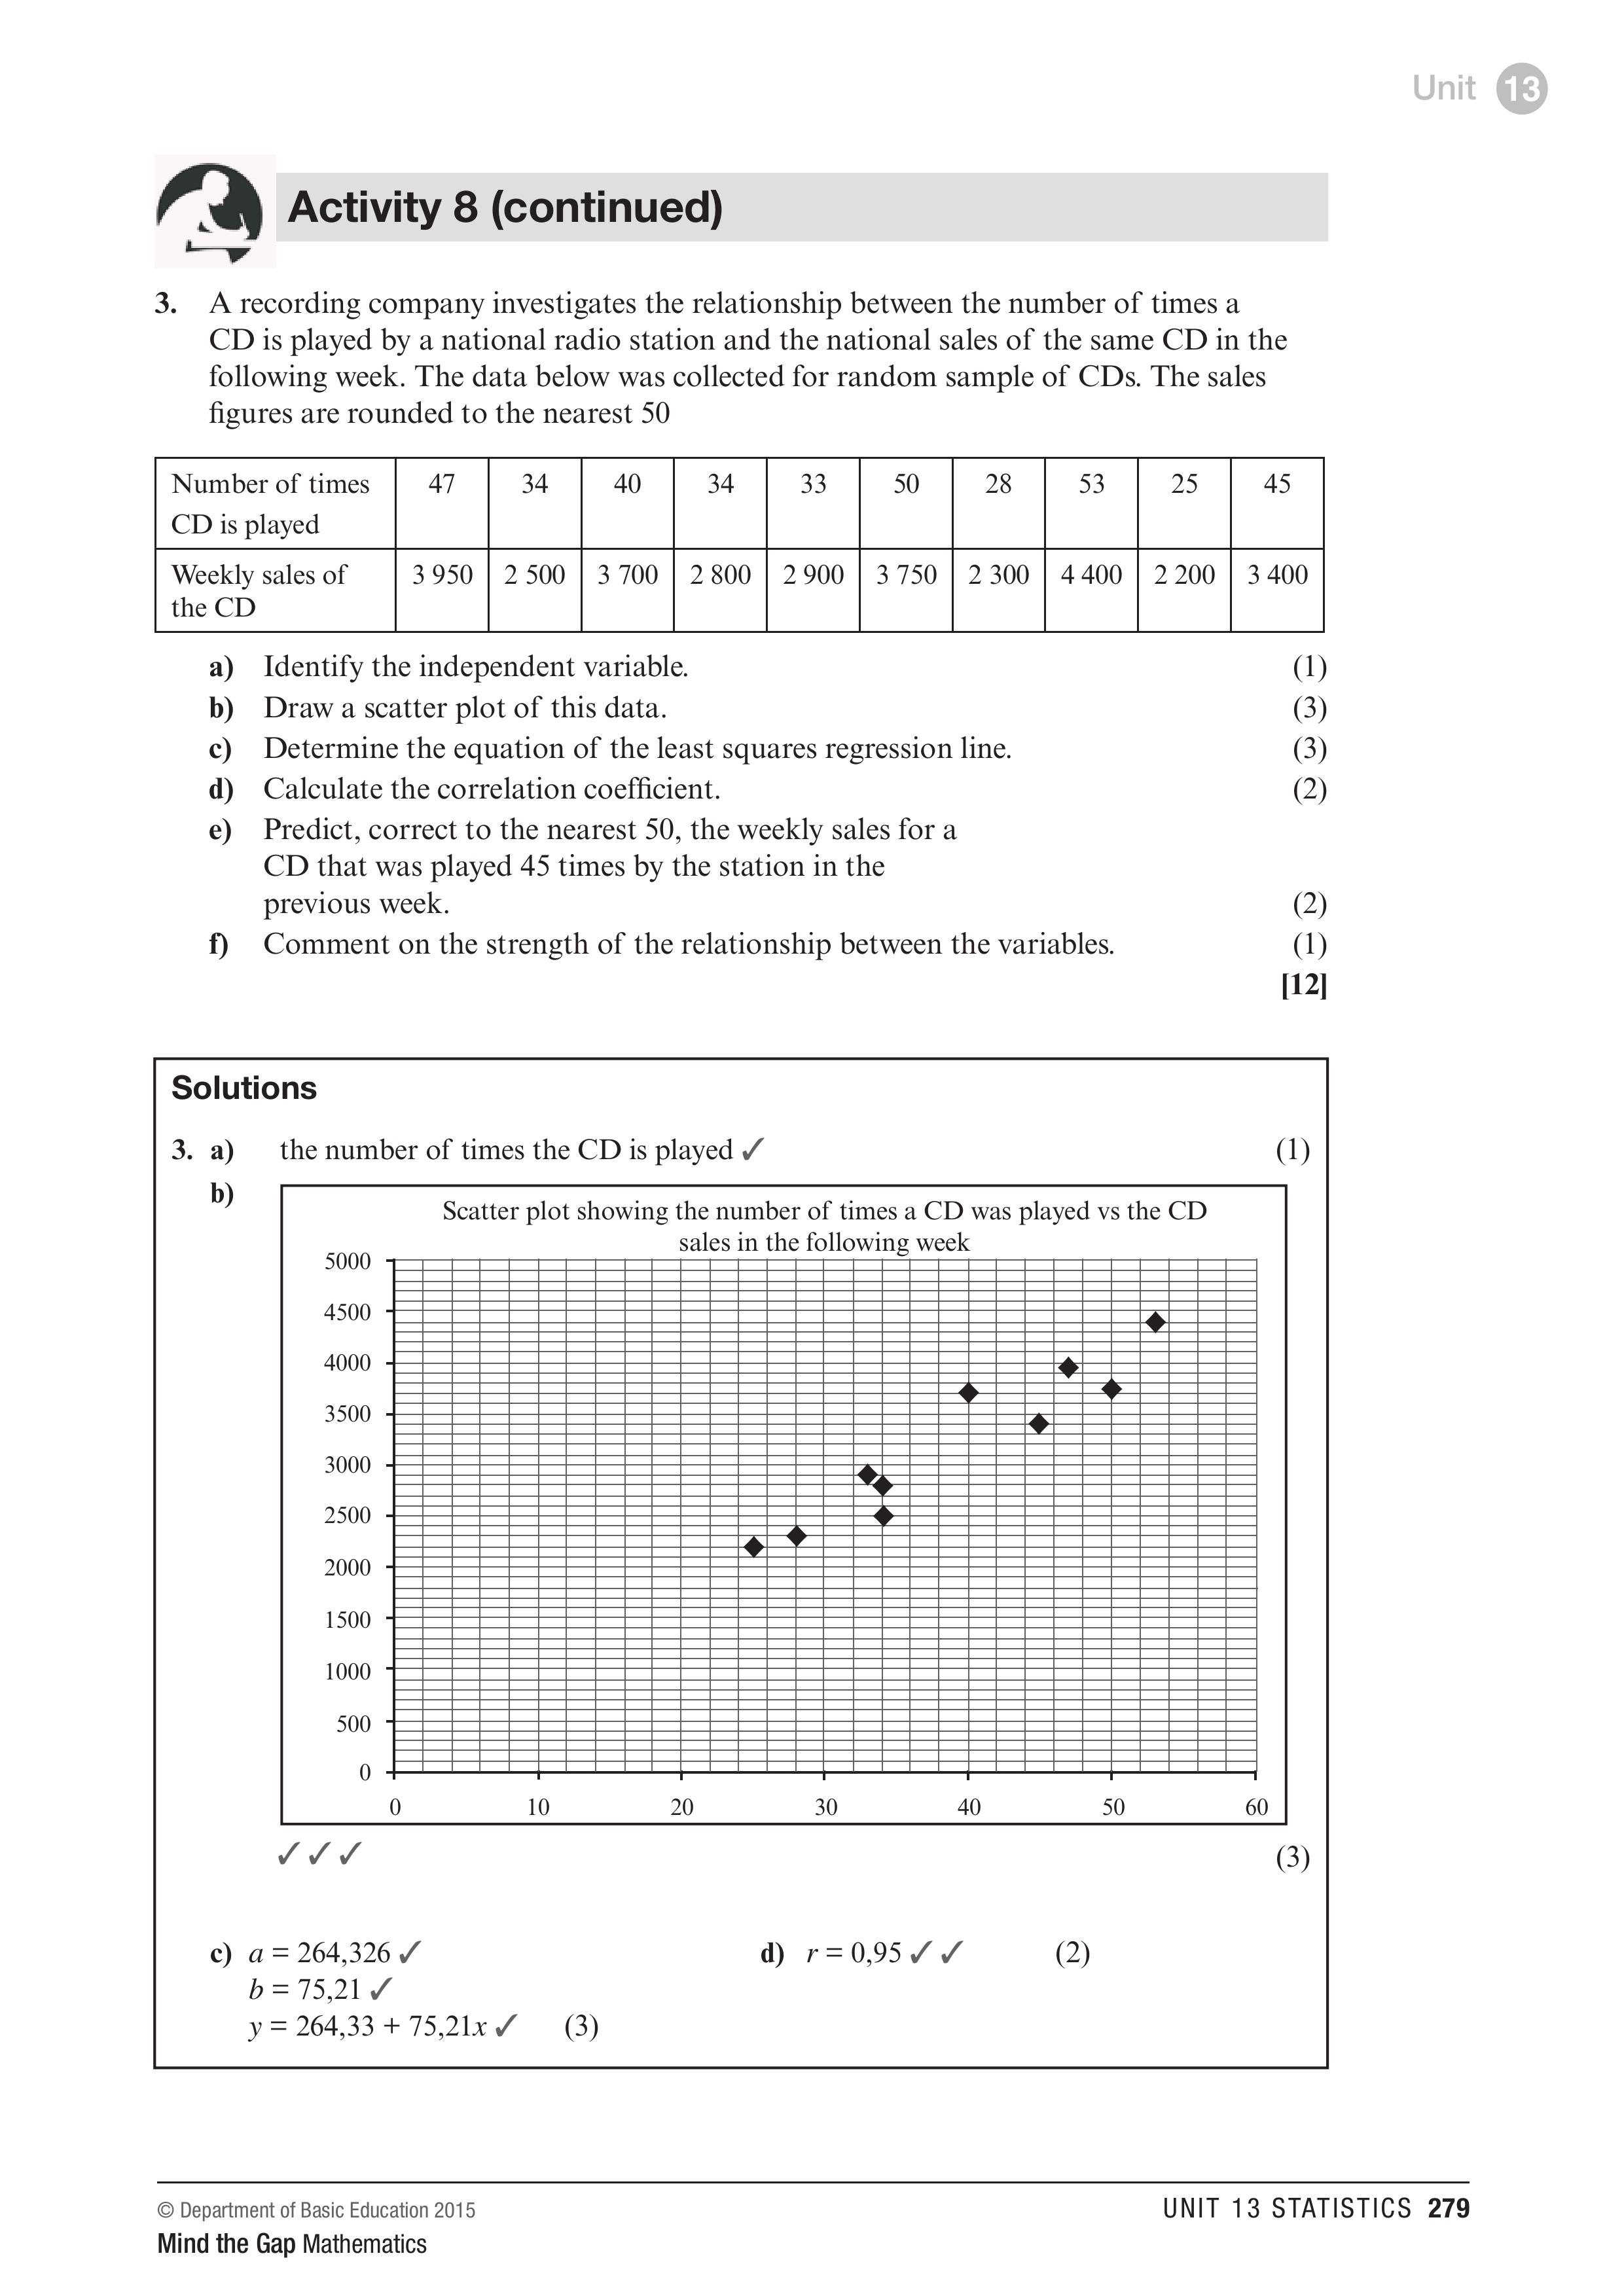 Unit 13
Activity 8 (continued)
3. A recording company investigates the relationship between the number of times a
CD is played by a national radio station and the national sales of the same CD in the
following week. The data below was collected for random sample of CDs. The sales
figures are rounded to the nearest 50
Number of times 47 34 40 34 33 50 28 53 25 45
CD is played
Weekly sales of 3 950 2 500 3 700 2 800 2 900 3 750 2 300 4 400 2 200 3 400
the CD
a) Identify the independent variable. (1)
b) Draw a scatter plot of this data. (3)
c) Determine the equation of the least squares regression line. (3)
d) Calculate the correlation coefficient. (2)
e) Predict, correct to the nearest 50, the weekly sales for a
CD that was played 45 times by the station in the
previous week. (2)
f) Comment on the strength of the relationship between the variables. (1)
[12]
Solutions
3. a) the number of times the CD is played ✓ (1)
b)
Scatter plot showing the number of times a CD was played vs the CD
sales in the following week
5000
4500
4000
3500
3000
2500
2000
1500
1000
500
0
0 10 20 30 40 50 60
✓ ✓ ✓ (3)
c) a = 264,326 ✓ d) r = 0,95 ✓ ✓ (2)
b = 75,21 ✓
y = 264,33 + 75,21x ✓ (3)
© Department of Basic Education 2015 UNIT 13 STATISTICS 279
Mind the Gap Mathematics